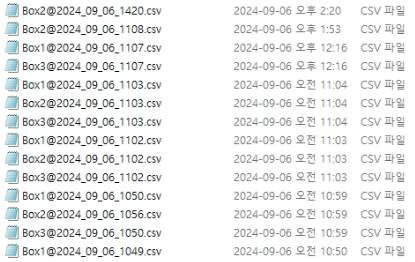 Box2@2024_09_06_1420.csv 2024-09-06 오후 2:20 CSV 파일
Box2@2024_09_06_1108.csv 2024-09-06 오후 1:53 CSV 파일
Box1@2024_09_06_1107.csv 2024-09-06 오후 12:16 CSV 파일
Box3@2024_09_06_1107.csv 2024-09-06 오후 12:16 CSV 파일
Box1@2024_09_06_1103.csv 2024-09-06 오전 11:04 CSV 파일
Box2@2024_09_06_1103.csv 2024-09-06 오전 11:04 CSV 파일
Box3@2024_09_06_1103.csv 2024-09-06 오전 11:04 CSV 파일
Box1@2024_09_06_1102.csv 2024-09-06 오전 11:03 CSV 파일
Box2@2024_09_06_1102.csv 2024-09-06 오전 11:03 CSV 파일
Box3@2024_09_06_1102.csv 2024-09-06 오전 11:03 CSV 파일
Box1@2024_09_06_1050.csv 2024-09-06 오전 10:59 CSV 파일
Box2@2024_09_06_1056.csv 2024-09-06 오전 10:59 CSV 파일
Box3@2024_09_06_1050.csv 2024-09-06 오전 10:59 CSV 파일
Box1@2024_09_06_1049.csv 2024-09-06 오전 10:50 CSV 파일